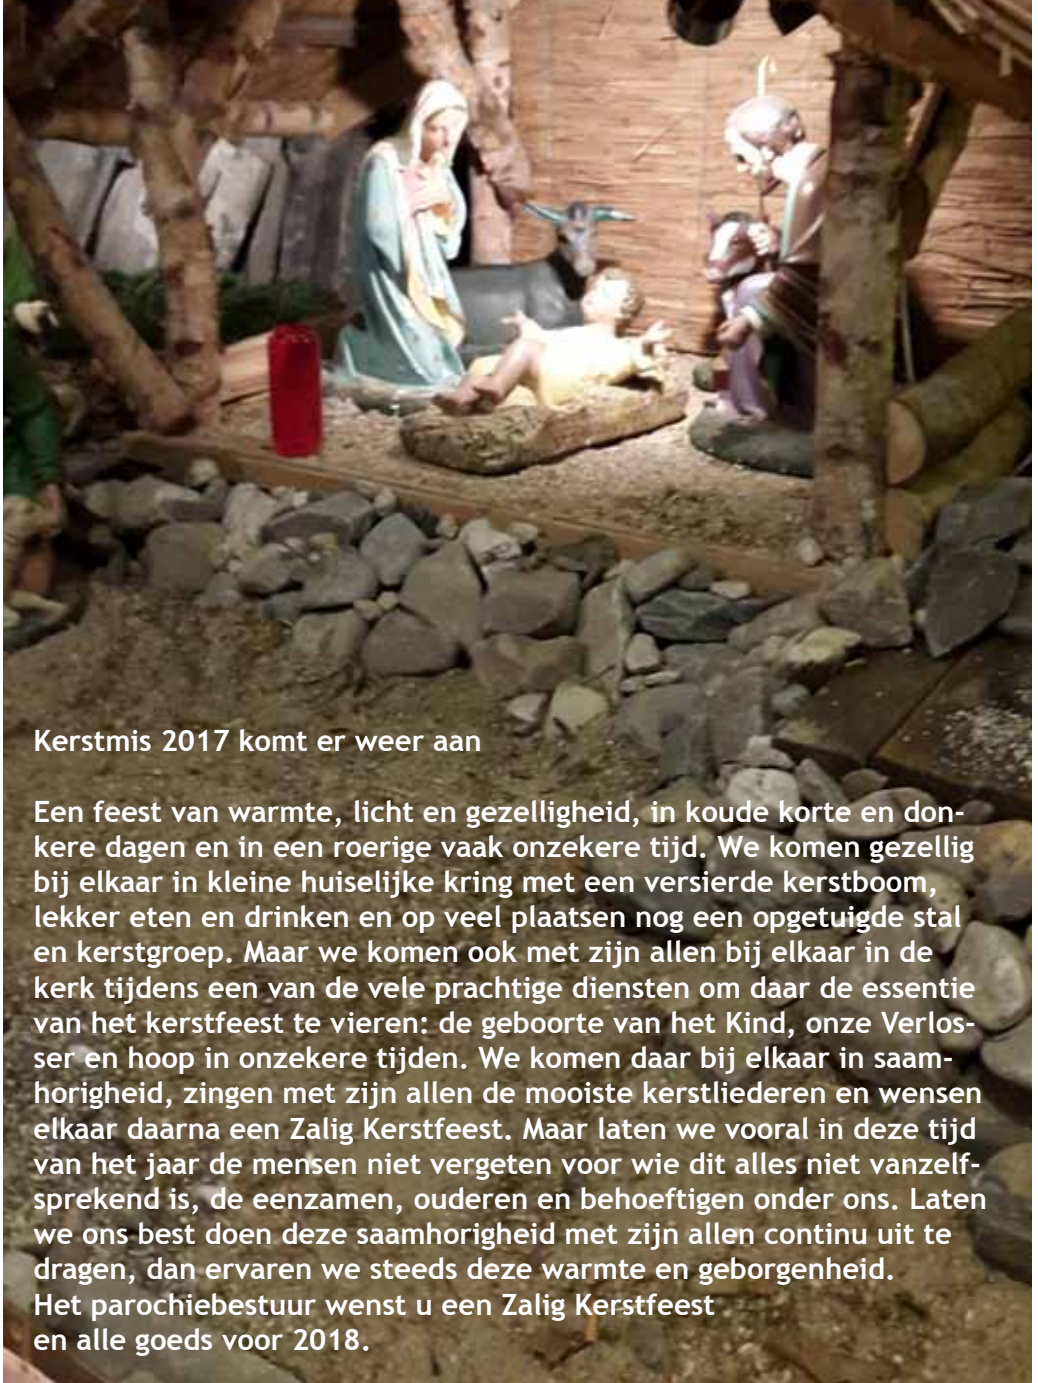 Kerstmis 2017 komt er weer aan
Een feest van warmte, licht en gezelligheid, in koude korte en don-
kere dagen en in een roerige vaak onzekere tijd. We komen gezellig
bij elkaar in kleine huiselijke kring met een versierde kerstboom,
lekker eten en drinken en op veel plaatsen nog een opgetuigde stal
en kerstgroep. Maar we komen ook met zijn allen bij elkaar in de
kerk tijdens een van de vele prachtige diensten om daar de essentie
van het kerstfeest te vieren: de geboorte van het Kind, onze Verlos-
ser en hoop in onzekere tijden. We komen daar bij elkaar in saam-
horigheid, zingen met zijn allen de mooiste kerstliederen en wensen
elkaar daarna een Zalig Kerstfeest. Maar laten we vooral in deze tijd
van het jaar de mensen niet vergeten voor wie dit alles niet vanzelf-
sprekend is, de eenzamen, ouderen en behoeftigen onder ons. Laten
we ons best doen deze saamhorigheid met zijn allen continu uit te
dragen, dan ervaren we steeds deze warmte en geborgenheid.
Het parochiebestuur wenst u een Zalig Kerstfeest
en alle goeds voor 2018.